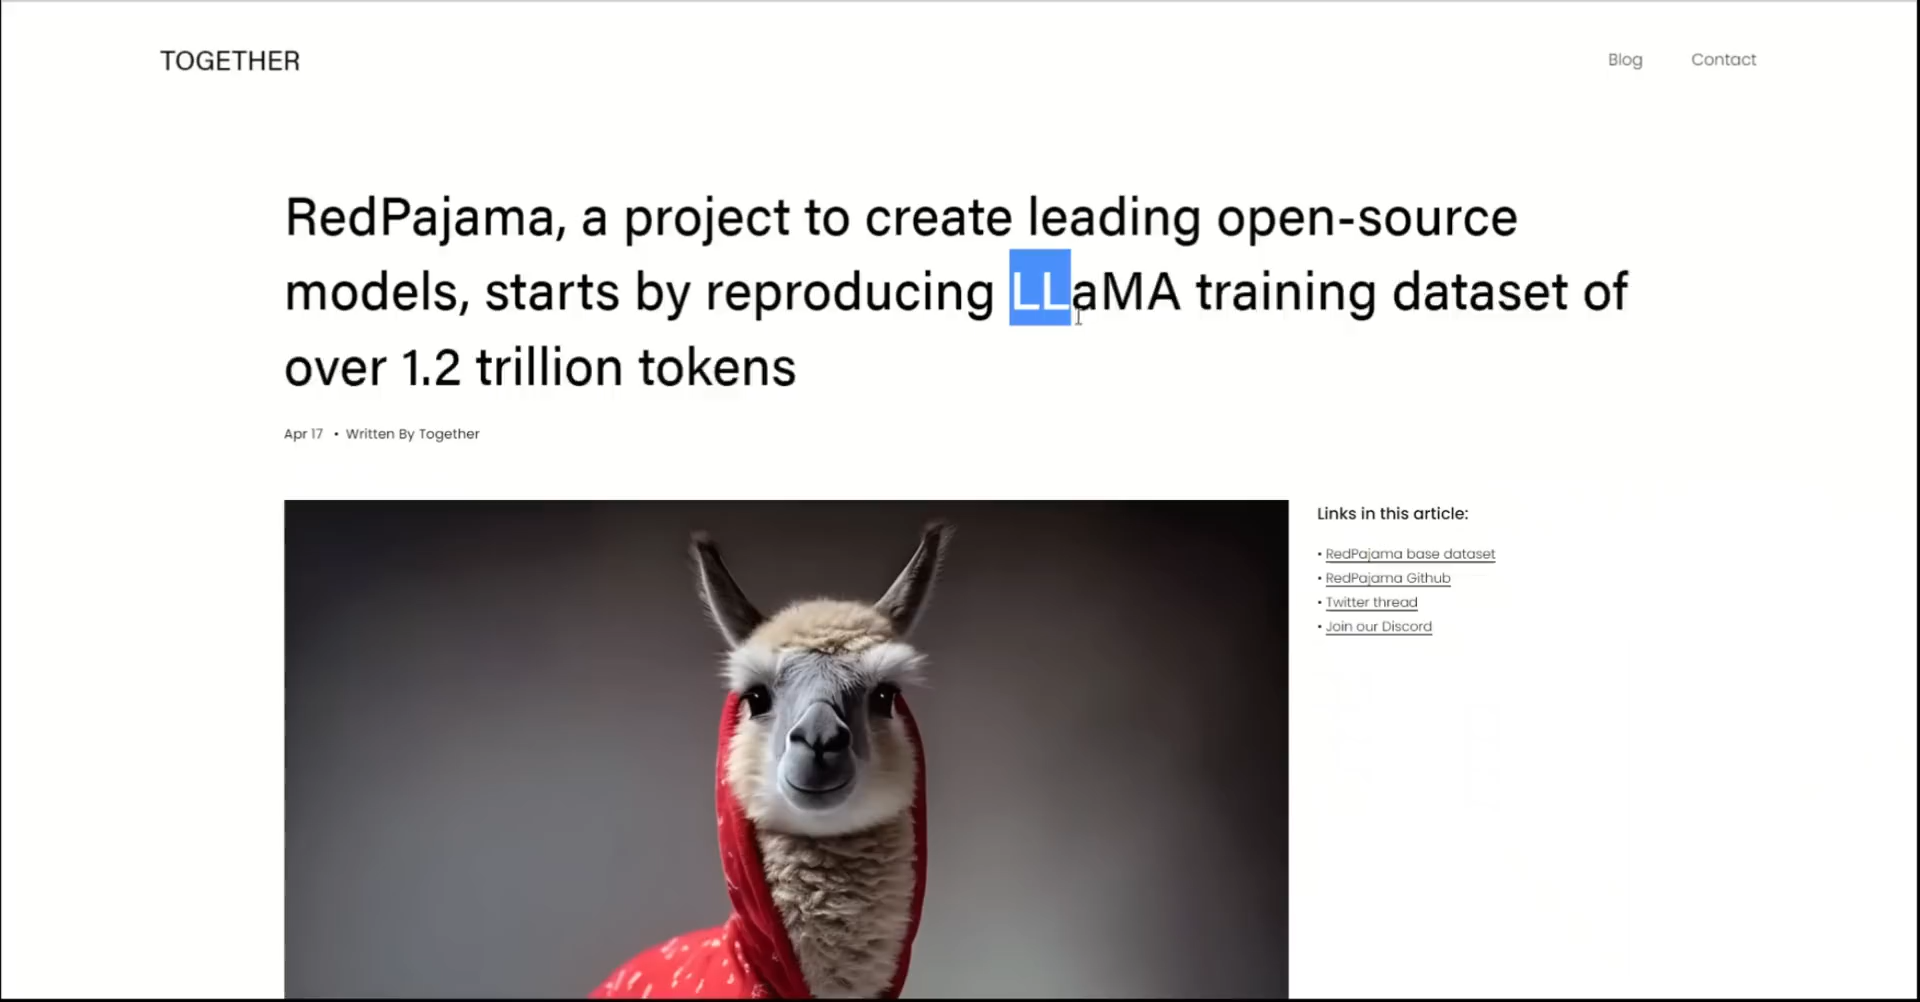 TOGETHER
Blog
Contact
RedPajama, a project to create leading open-source
models, starts by reproducing LLaMA training dataset of
over 1.2 trillion tokens
Apr 17 • Written By Together
Links in this article:
• RedPajama base dataset
• RedPajama Github
• Twitter thread
• Join our Discord